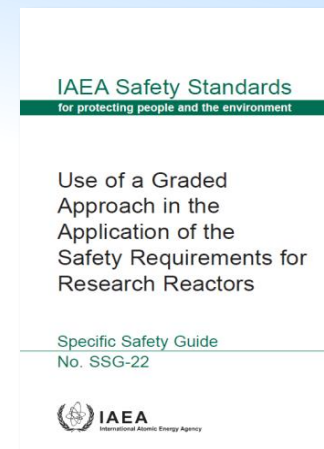 IAEA Safety Standards
for protecting people and the environment
Use of a Graded
Approach in the
Application of the
Safety Requirements for
Research Reactors
Specific Safety Guide
No. SSG-22
IAEA
International Atomic Energy Agency